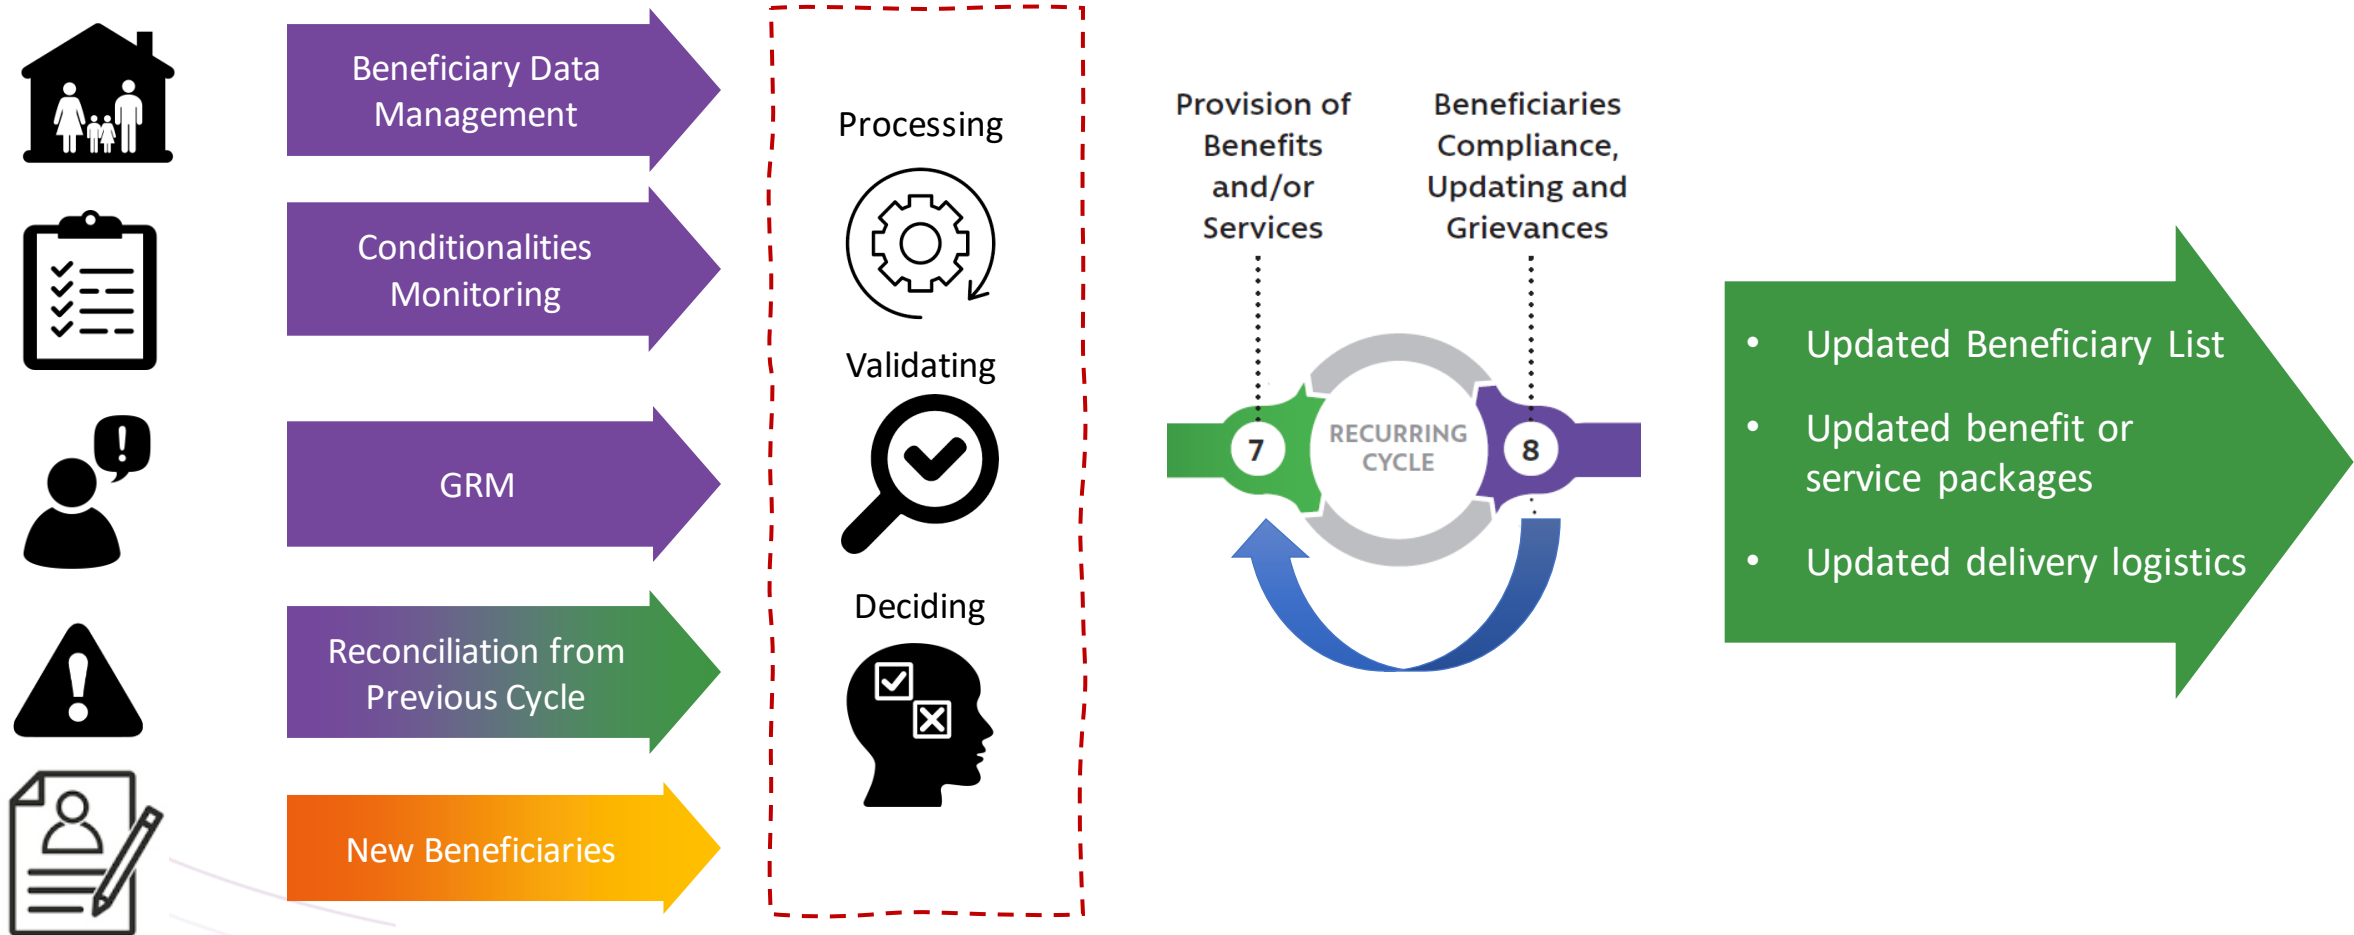 Beneficiary Data
Management
Conditionalities
Monitoring
GRM
Reconciliation from
Previous Cycle
New Beneficiaries
Processing
Validating
Deciding
Provision of
Benefits
and/or
Services
Beneficiaries
Compliance,
Updating and
Grievances
7
RECURRING
CYCLE
8
• Updated Beneficiary List
• Updated benefit or
service packages
• Updated delivery logistics